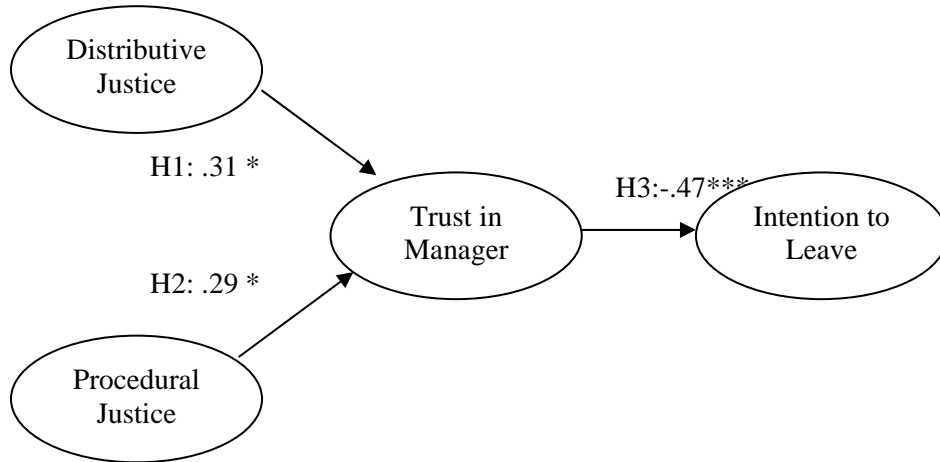 Distributive
Justice
H1: .31 *
H3:-.47***
Trust in
Manager
Intention to
Leave
H2: .29 *
Procedural
Justice